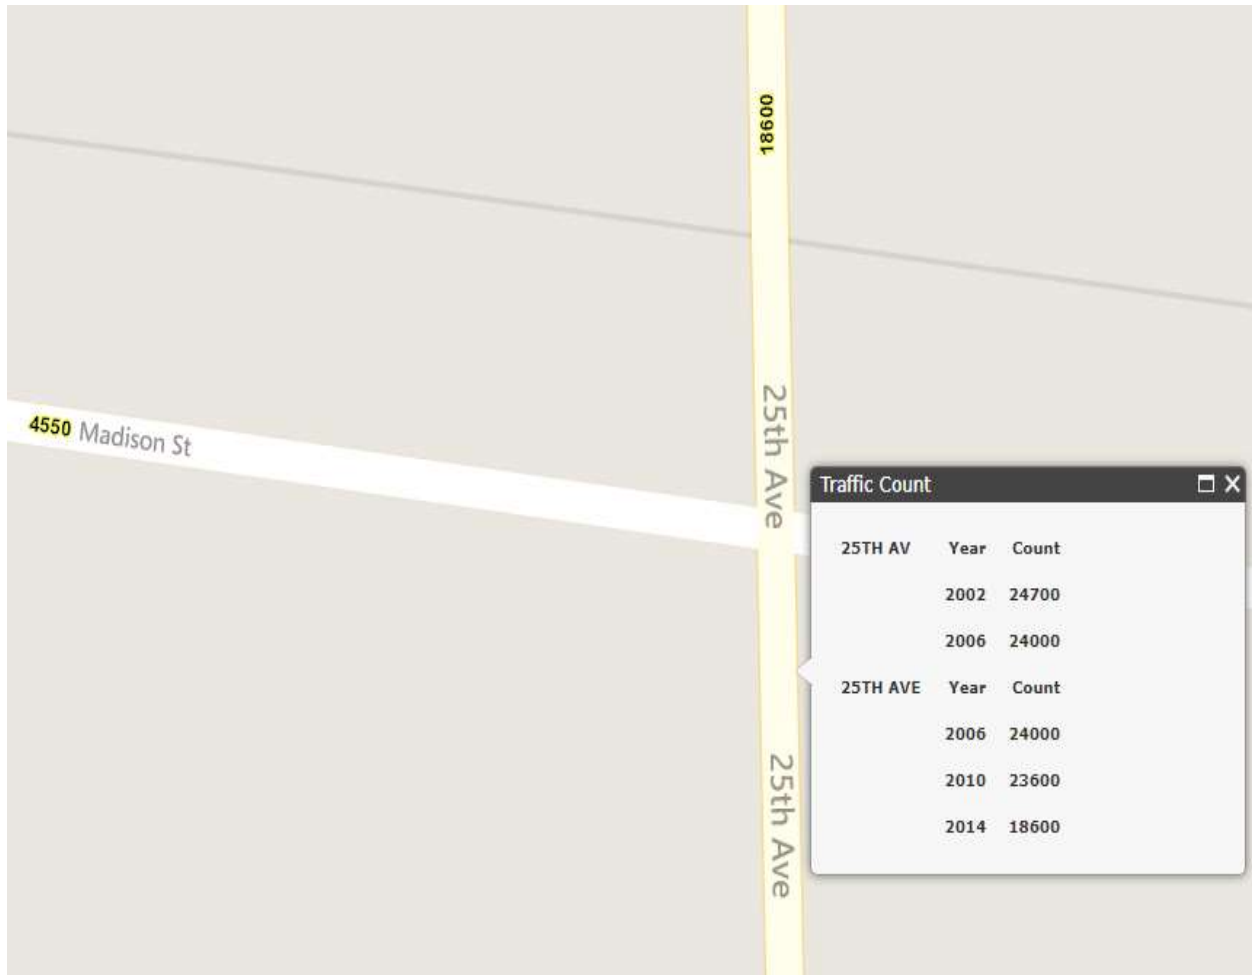 18600
25th Ave
4550 Madison St
Traffic Count
25TH AV Year Count
2002 24700
2006 24000
25TH AVE Year Count
2006 24000
2010 23600
2014 18600
25th Ave